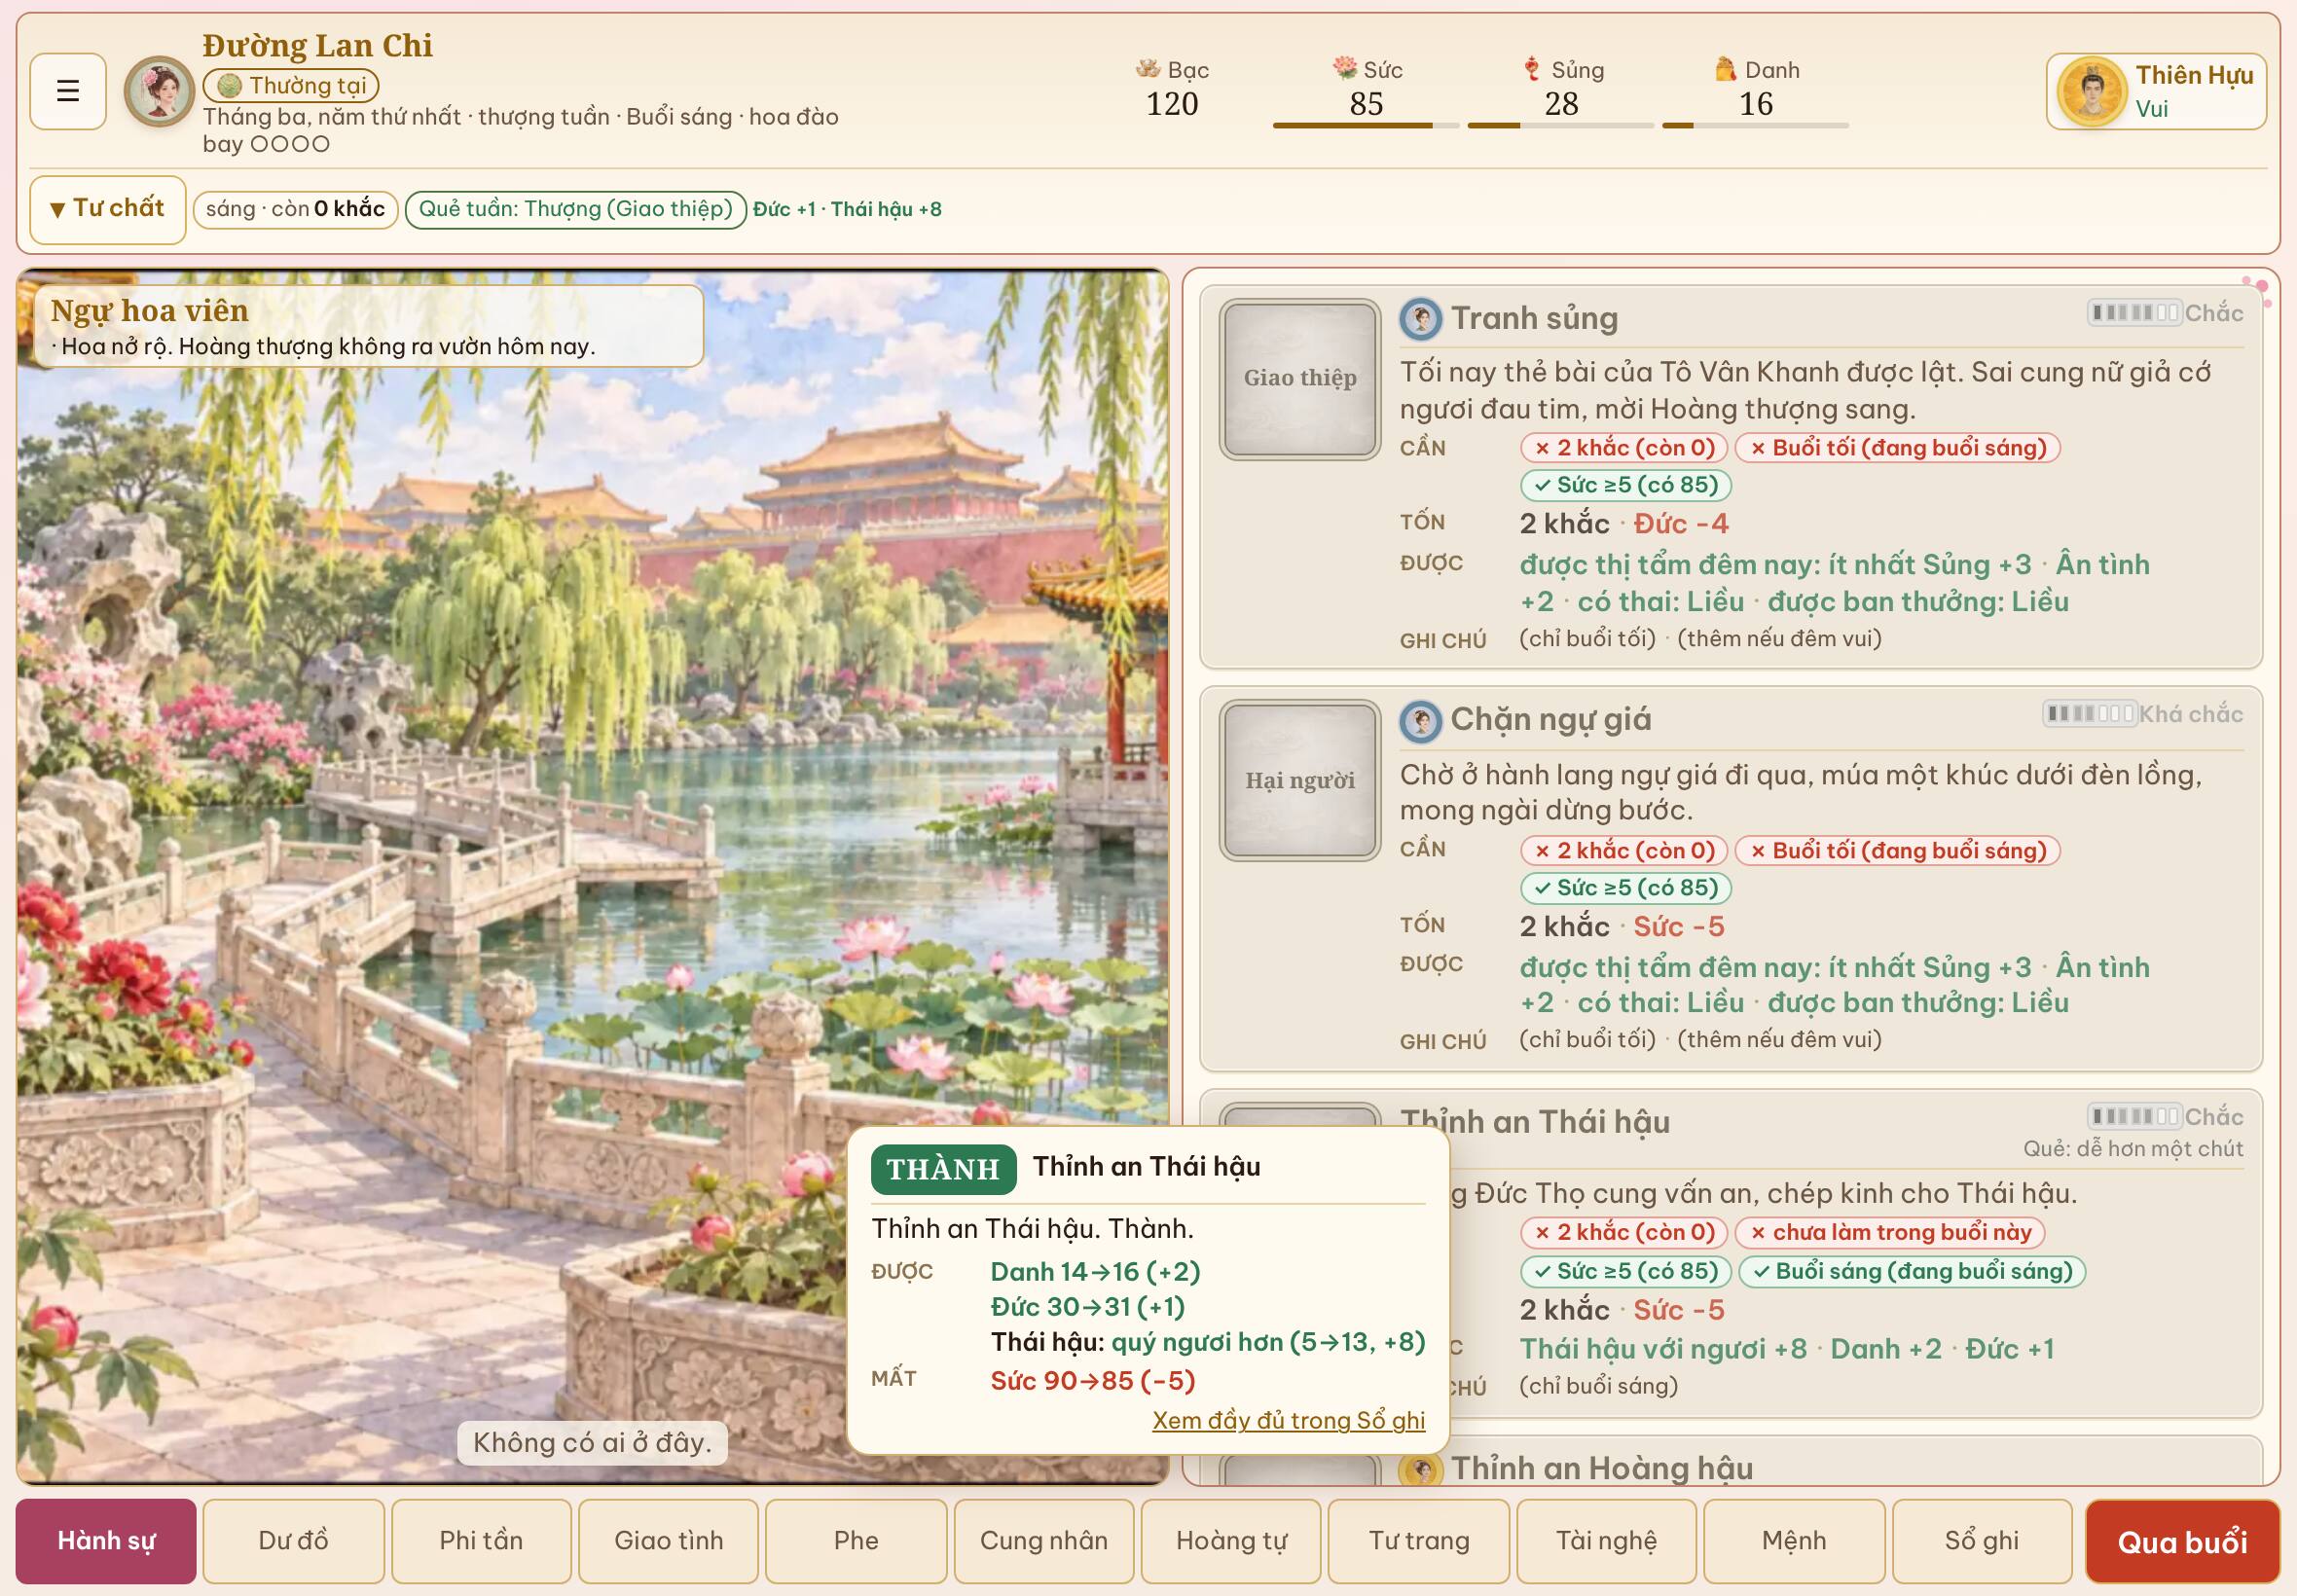 ☰
Đường Lan Chi
Thường tại
Tháng ba, năm thứ nhất · thượng tuần · Buổi sáng · hoa đào
bay ○○○○
Bạc
120
Sức
85
Sủng
28
Danh
16
Thiên Hựu
Vui
▼ Tư chất
sáng · còn 0 khắc
Quẻ tuần: Thượng (Giao thiệp)
Đức +1 · Thái hậu +8
Ngự hoa viên
· Hoa nở rộ. Hoàng thượng không ra vườn hôm nay.
Không có ai ở đây.
Giao thiệp
Tranh sủng
Chắc
Tối nay thẻ bài của Tô Vân Khanh được lật. Sai cung nữ giả cớ
ngươi đau tim, mời Hoàng thượng sang.
CẦN
× 2 khắc (còn 0)
× Buổi tối (đang buổi sáng)
✓ Sức ≥5 (có 85)
TỐN
2 khắc · Đức -4
ĐƯỢC
được thị tẩm đêm nay: ít nhất Sủng +3 · Ân tình
+2 · có thai: Liều · được ban thưởng: Liều
GHI CHÚ
(chỉ buổi tối) · (thêm nếu đêm vui)
Hại người
Chặn ngự giá
Khá chắc
Chờ ở hành lang ngự giá đi qua, múa một khúc dưới đèn lồng,
mong ngài dừng bước.
CẦN
× 2 khắc (còn 0)
× Buổi tối (đang buổi sáng)
✓ Sức ≥5 (có 85)
TỐN
2 khắc · Sức -5
ĐƯỢC
được thị tẩm đêm nay: ít nhất Sủng +3 · Ân tình
+2 · có thai: Liều · được ban thưởng: Liều
GHI CHÚ
(chỉ buổi tối) · (thêm nếu đêm vui)
Thỉnh an Thái hậu
Chắc
Quẻ: dễ hơn một chút
g Đức Thọ cung vấn an, chép kinh cho Thái hậu.
× 2 khắc (còn 0)
× chưa làm trong buổi này
✓ Sức ≥5 (có 85)
✓ Buổi sáng (đang buổi sáng)
2 khắc · Sức -5
C
Thái hậu với ngươi +8 · Danh +2 · Đức +1
CHÚ
(chỉ buổi sáng)
Thỉnh an Hoàng hậu
THÀNH
Thỉnh an Thái hậu
Thỉnh an Thái hậu. Thành.
ĐƯỢC
Danh 14→16 (+2)
Đức 30→31 (+1)
Thái hậu: quý ngươi hơn (5→13, +8)
MẤT
Sức 90→85 (−5)
Xem đầy đủ trong Sổ ghi
Hành sự
Dư đồ
Phi tần
Giao tình
Phe
Cung nhân
Hoàng tự
Tư trang
Tài nghệ
Mệnh
Sổ ghi
Qua buổi